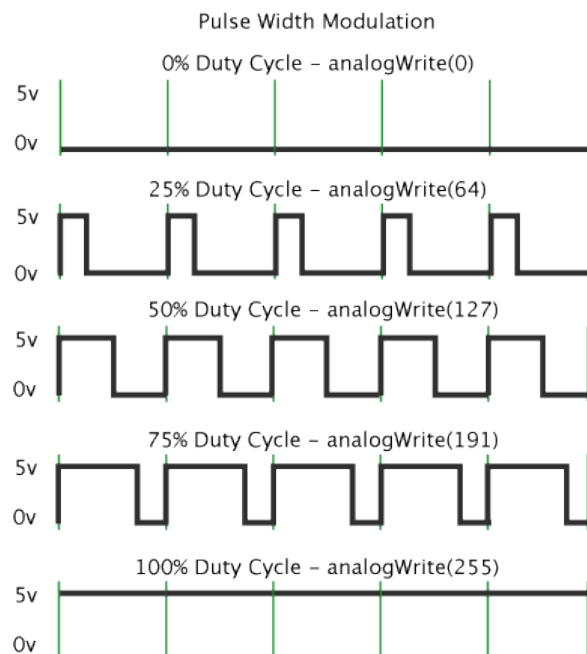 Pulse Width Modulation
0% Duty Cycle – analogWrite(0)
5v
0v
25% Duty Cycle – analogWrite(64)
5v
0v
50% Duty Cycle – analogWrite(127)
5v
0v
75% Duty Cycle – analogWrite(191)
5v
0v
100% Duty Cycle – analogWrite(255)
5v
0v